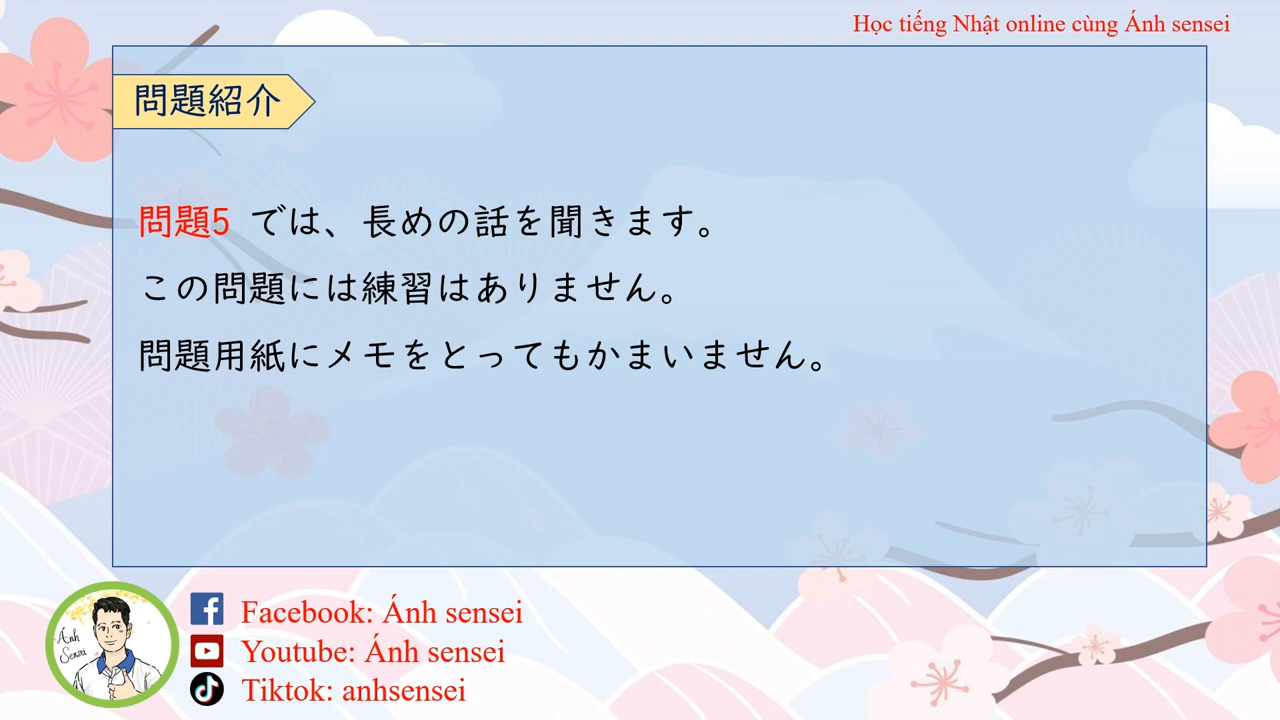 Học tiếng Nhật online cùng Ánh sensei
問題紹介
問題5 では、長めの話を聞きます。
この問題には練習はありません。
問題用紙にメモをとってもかまいません。
Ánh
Sensei
Facebook: Ánh sensei
Youtube: Ánh sensei
Tiktok: anhsensei